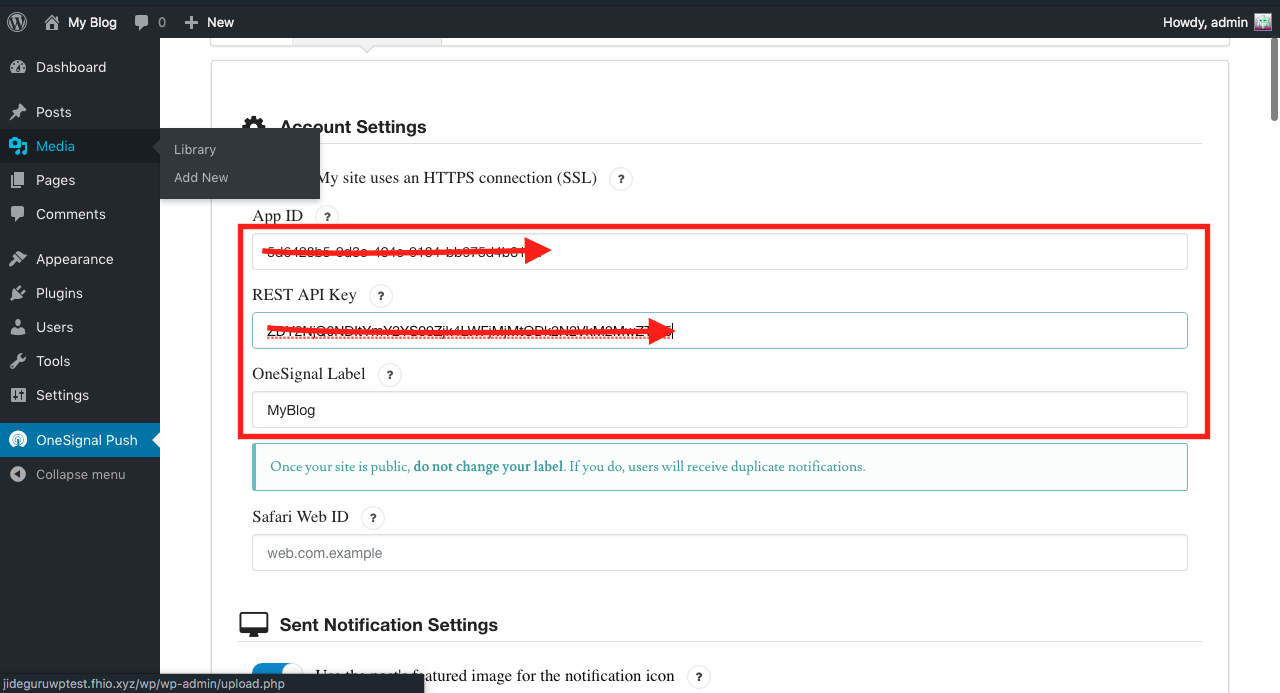 My Blog 0 New Howdy, admin
Dashboard
Posts
Media
Library
Add New
Pages
Comments
Appearance
Plugins
Users
Tools
Settings
OneSignal Push
Collapse menu
Account Settings
My site uses an HTTPS connection (SSL) ?
App ID ?
REST API Key ?
OneSignal Label ?
MyBlog
Once your site is public, do not change your label. If you do, users will receive duplicate notifications.
Safari Web ID ?
web.com.example
Sent Notification Settings
Use the post's featured image for the notification icon ?
jideguruwptest.fhio.xyz/wp/wp-admin/upload.php